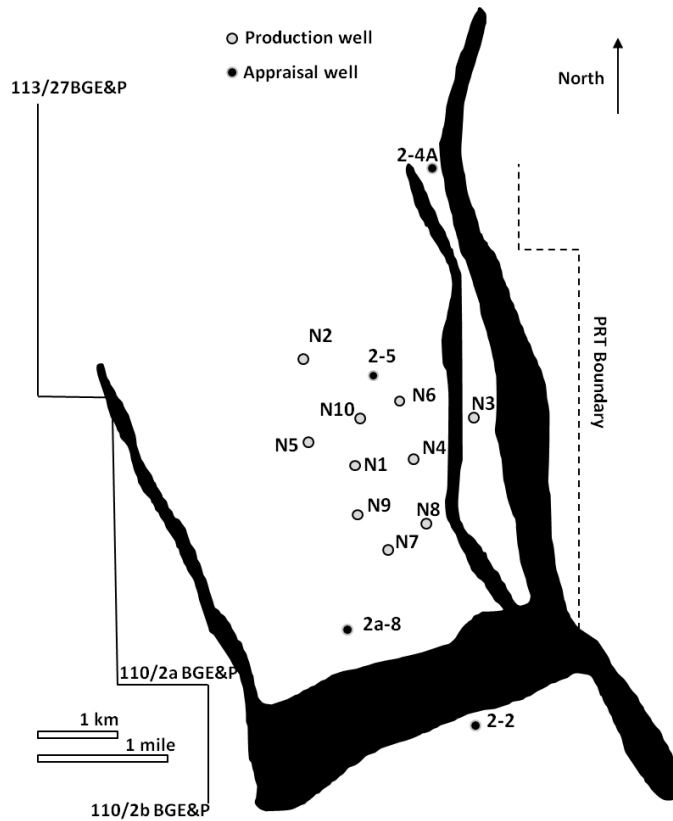 Production well
Appraisal well
North
113/27BGE&P
2-4A
PRT Boundary
N2
2-5
N6
N10
N3
N5
N4
N1
N9
N8
N7
2a-8
110/2a BGE&P
1 km
2-2
1 mile
110/2b BGE&P